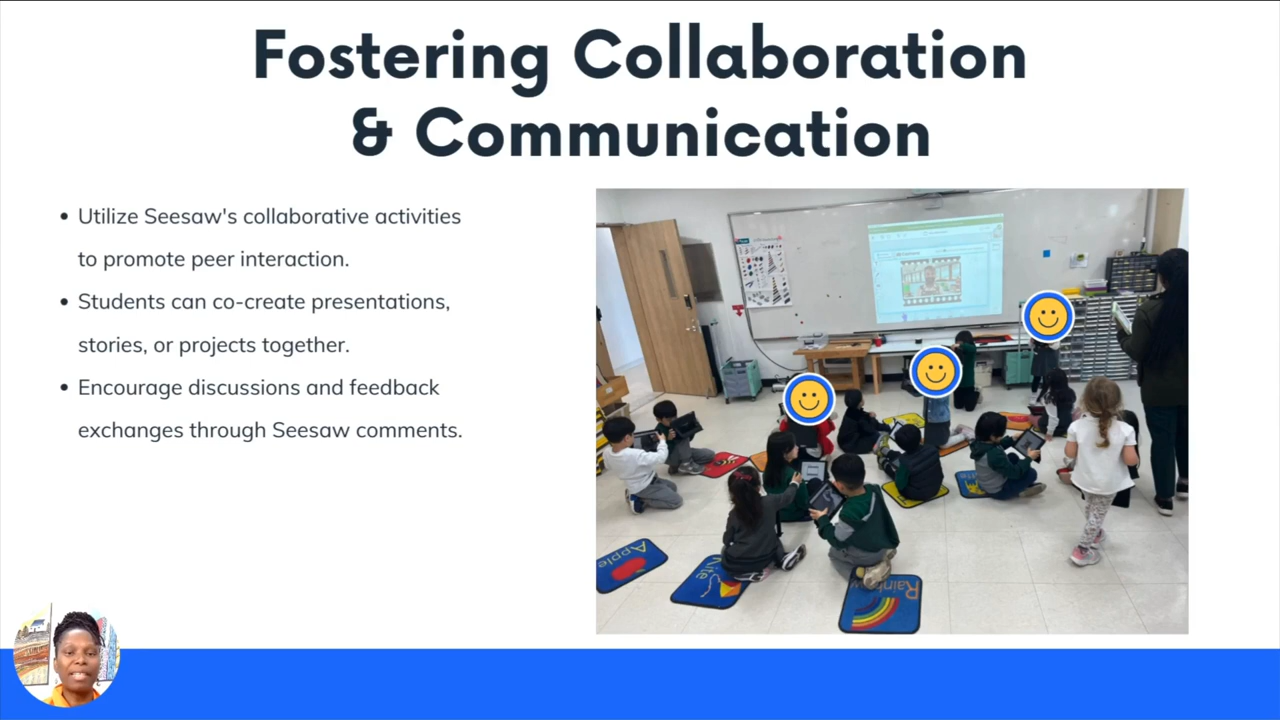 Fostering Collaboration
& Communication
• Utilize Seesaw's collaborative activities
to promote peer interaction.
• Students can co-create presentations,
stories, or projects together.
• Encourage discussions and feedback
exchanges through Seesaw comments.
Apple
Kite
Rainbow